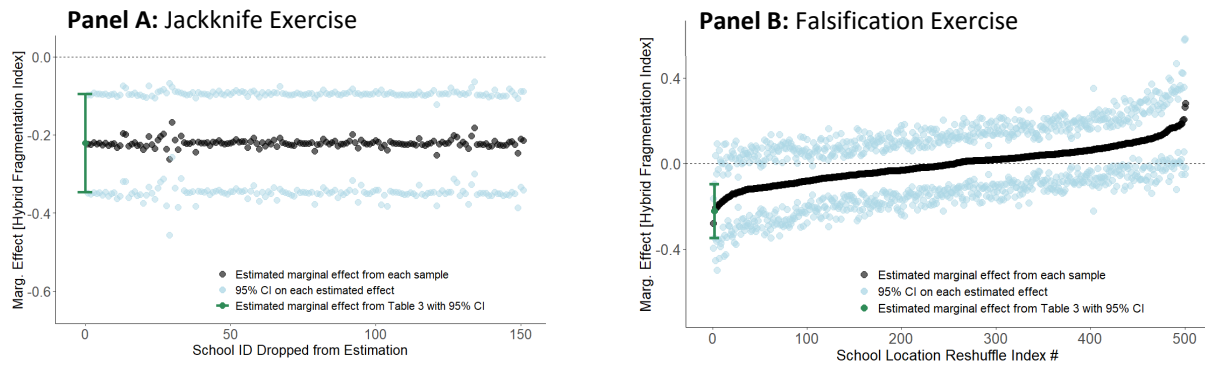 Panel A: Jackknife Exercise
Marg. Effect [Hybrid Fragmentation Index]
0.0
-0.2
-0.4
-0.6
Estimated marginal effect from each sample
95% CI on each estimated effect
Estimated marginal effect from Table 3 with 95% CI
0 50 100 150
School ID Dropped from Estimation
Panel B: Falsification Exercise
Marg. Effect [Hybrid Fragmentation Index]
0.4
0.0
-0.4
Estimated marginal effect from each sample
95% CI on each estimated effect
Estimated marginal effect from Table 3 with 95% CI
0 100 200 300 400 500
School Location Reshuffle Index #